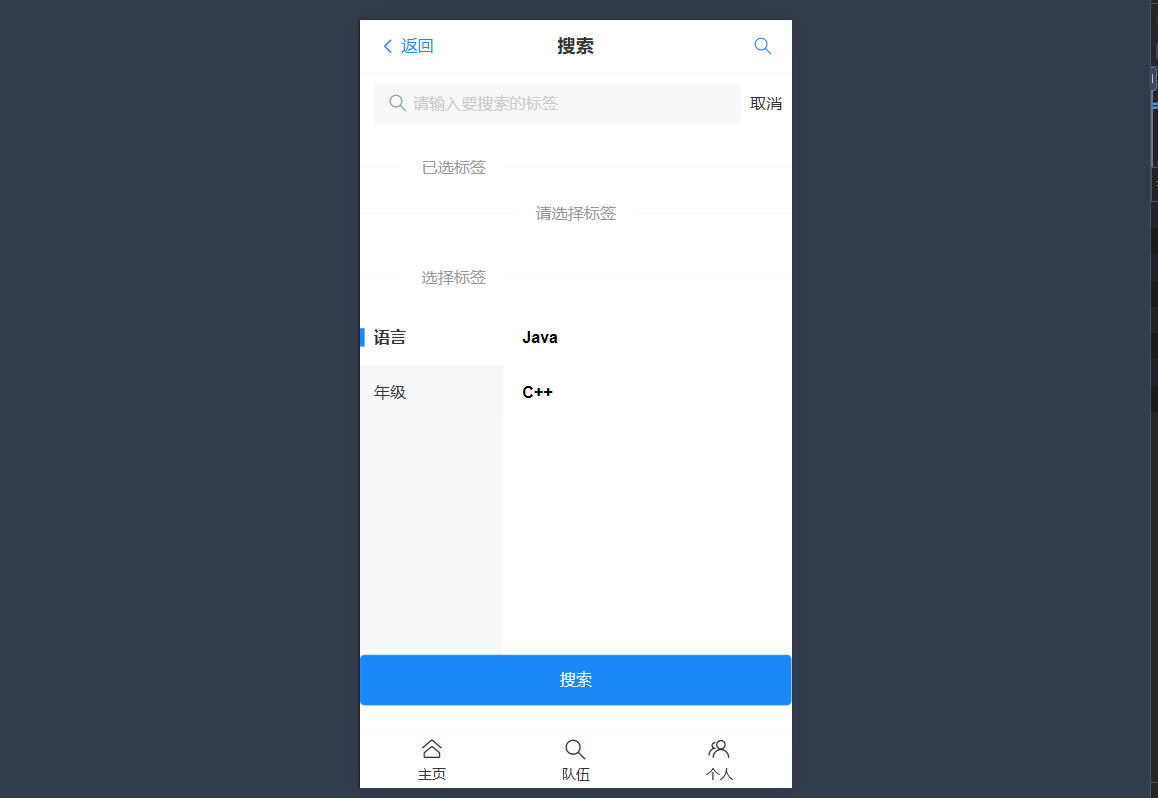 返回 搜索
请输入要搜索的标签 取消
已选标签
请选择标签
选择标签
语言 Java
年级 C++
搜索
主页 队伍 个人